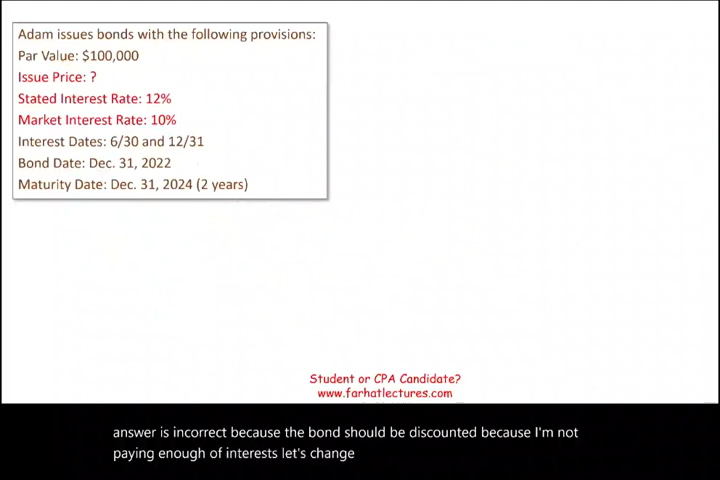 Adam issues bonds with the following provisions:
Par Value: $100,000
Issue Price: ?
Stated Interest Rate: 12%
Market Interest Rate: 10%
Interest Dates: 6/30 and 12/31
Bond Date: Dec. 31, 2022
Maturity Date: Dec. 31, 2024 (2 years)
Student or CPA Candidate?
www.farhatlectures.com
answer is incorrect because the bond should be discounted because I'm not
paying enough of interests let's change